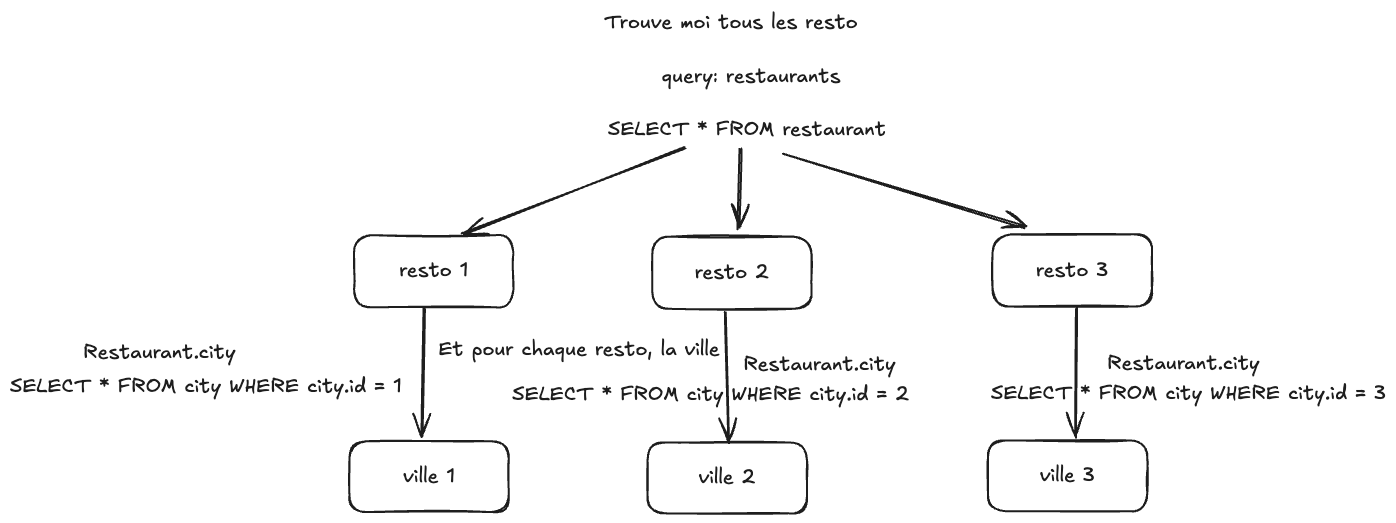 Trouve moi tous les resto
query: restaurants
SELECT * FROM restaurant
resto 1
resto 2
resto 3
Restaurant.city
SELECT * FROM city WHERE city.id = 1
Et pour chaque resto, la ville
Restaurant.city
SELECT * FROM city WHERE city.id = 2
Restaurant.city
SELECT * FROM city WHERE city.id = 3
ville 1
ville 2
ville 3